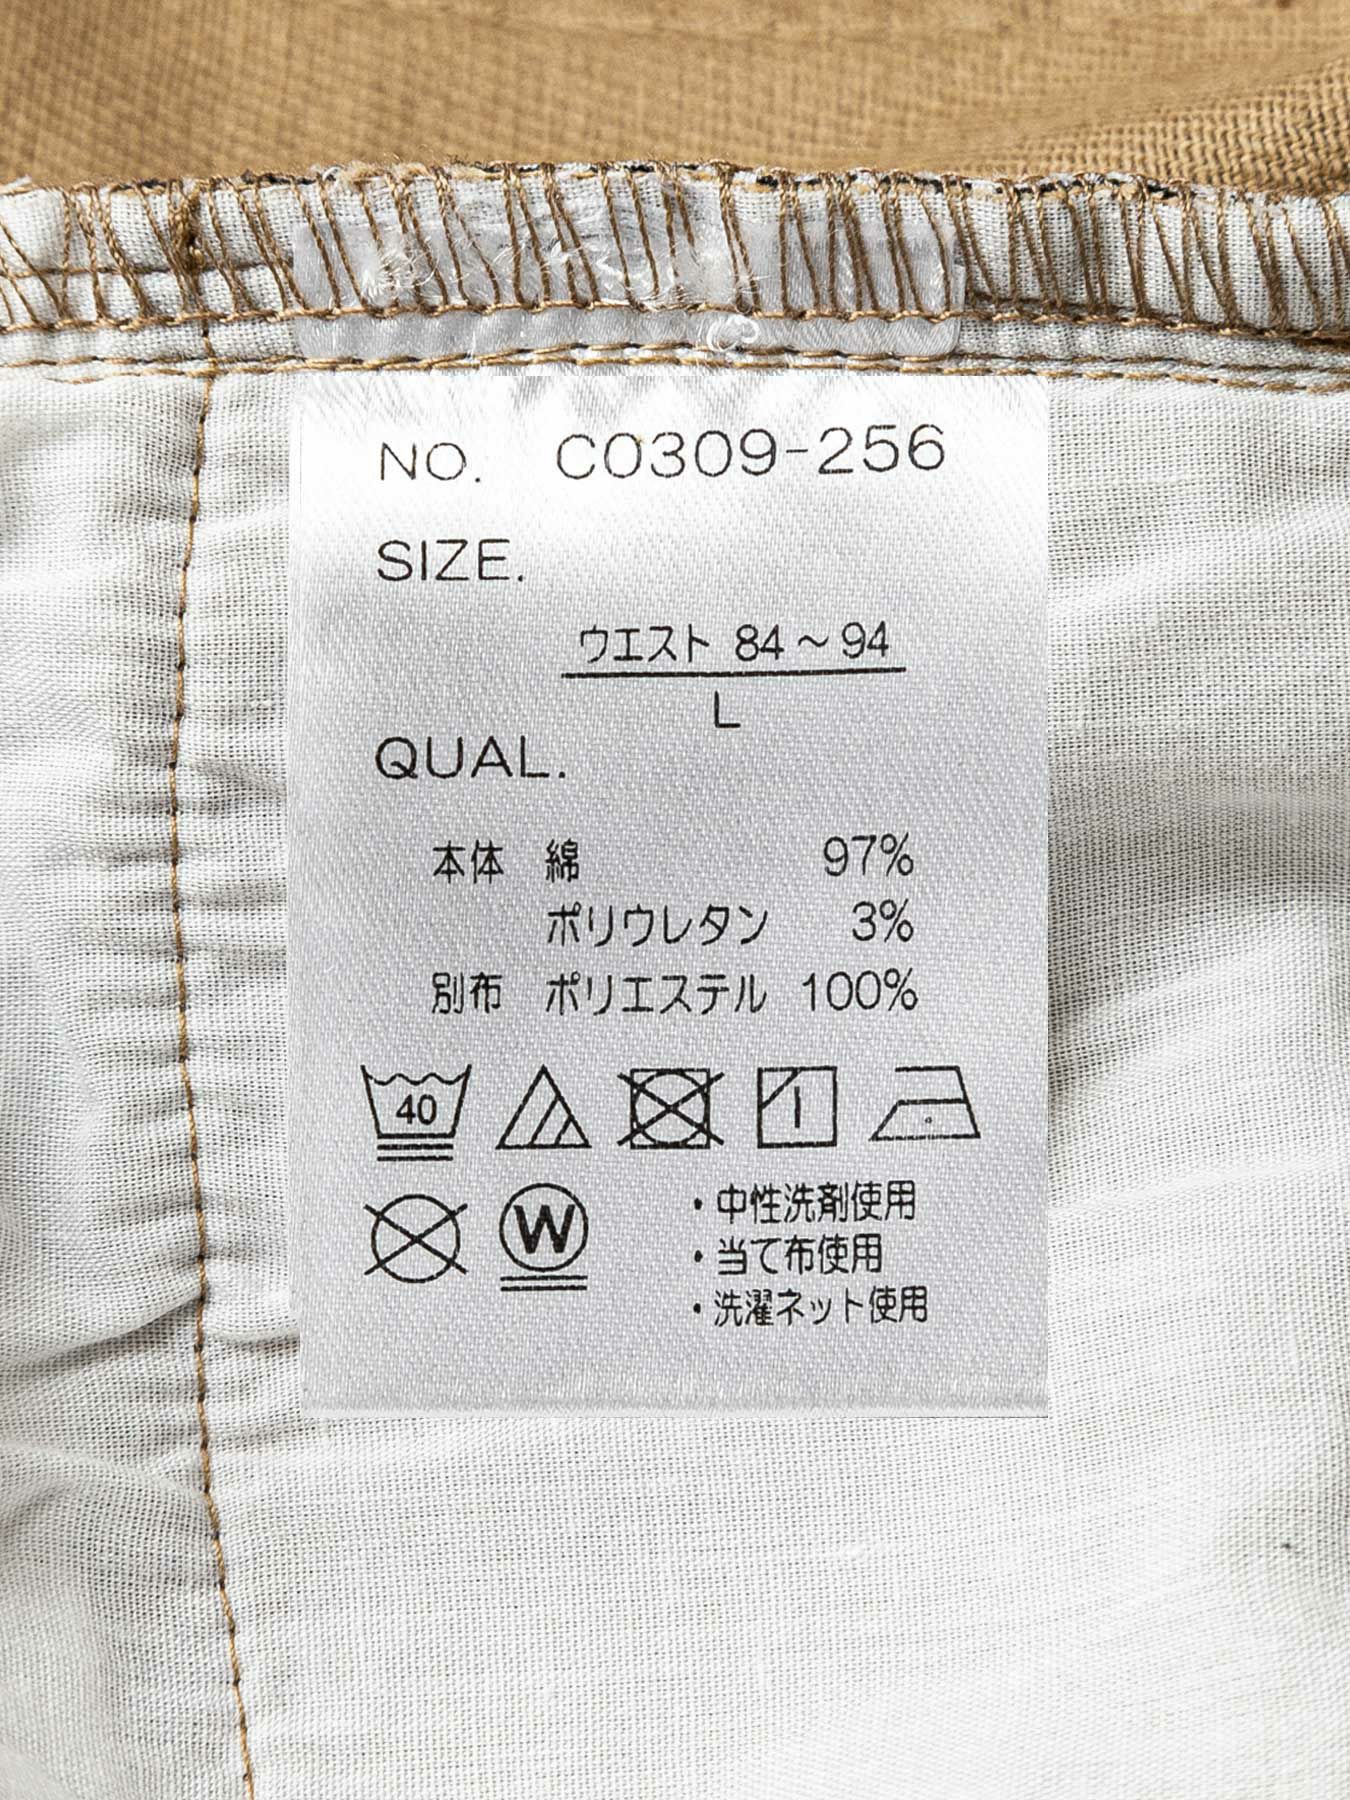 NO. C0309-256
SIZE.
ウエスト 84～94
L
QUAL.
本体 綿 97%
ポリウレタン 3%
別布 ポリエステル 100%
40
W
・中性洗剤使用
・当て布使用
・洗濯ネット使用